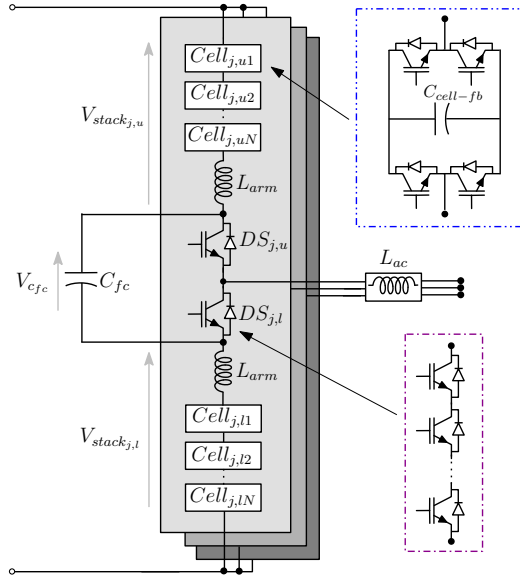 Cell_{j,u1}
Cell_{j,u2}
Cell_{j,uN}
V_{stack_{j,u}}
C_{cell-fb}
L_{arm}
DS_{j,u}
V_{c_{fc}}
C_{fc}
L_{ac}
DS_{j,l}
L_{arm}
V_{stack_{j,l}}
Cell_{j,l1}
Cell_{j,l2}
Cell_{j,lN}